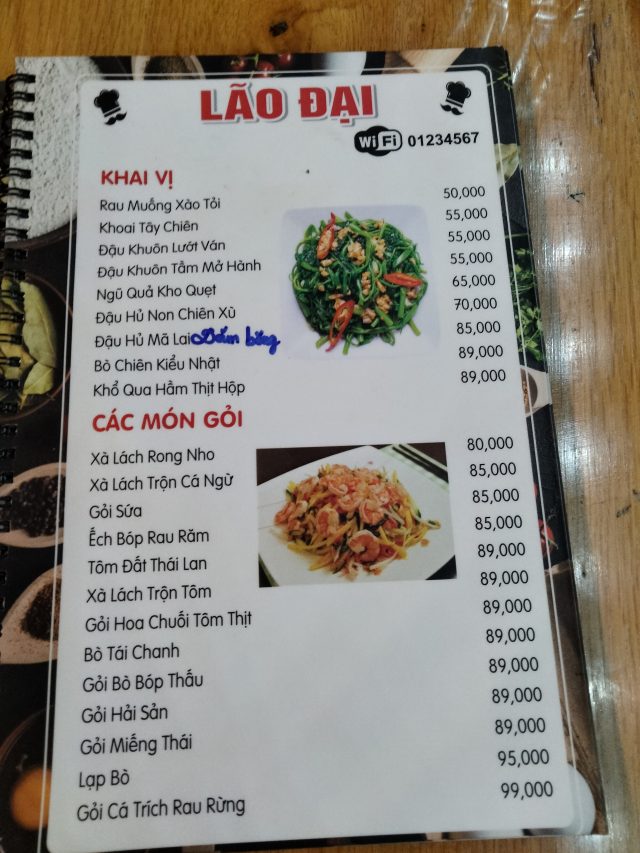 LÃO ĐẠI
WiFi 01234567
KHAI VỊ
Rau Muống Xào Tỏi 50,000
Khoai Tây Chiên 55,000
Đậu Khuôn Lướt Ván 55,000
Đậu Khuôn Tẩm Mở Hành 55,000
Ngũ Quả Kho Quẹt 65,000
Đậu Hủ Non Chiên Xù 70,000
Đậu Hủ Mã Lai 85,000
Bò Chiên Kiểu Nhật 89,000
Khổ Qua Hầm Thịt Hộp 89,000
CÁC MÓN GỎI
Xà Lách Rong Nho 80,000
Xà Lách Trộn Cá Ngừ 85,000
Gỏi Sứa 85,000
Ếch Bóp Rau Răm 85,000
Tôm Đất Thái Lan 89,000
Xà Lách Trộn Tôm 89,000
Gỏi Hoa Chuối Tôm Thịt 89,000
Bò Tái Chanh 89,000
Gỏi Bò Bóp Thấu 89,000
Gỏi Hải Sản 89,000
Gỏi Miếng Thái 89,000
Lạp Bò 95,000
Gỏi Cá Trích Rau Rừng 99,000